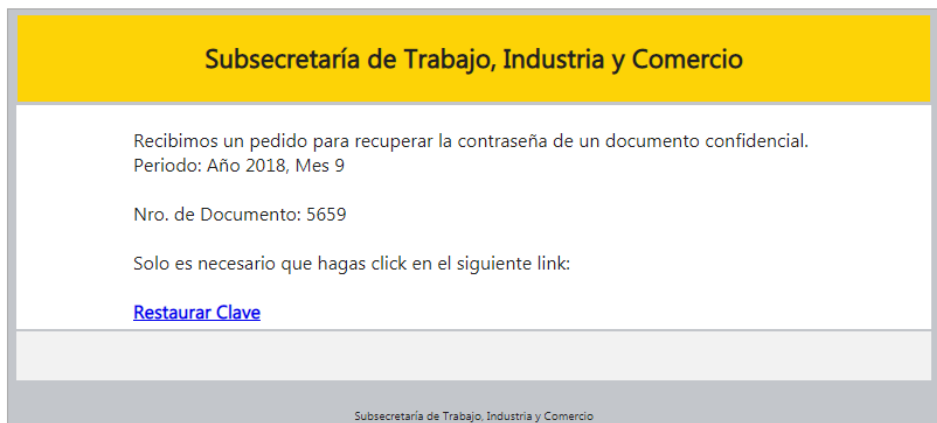 Subsecretaría de Trabajo, Industria y Comercio
Recibimos un pedido para recuperar la contraseña de un documento confidencial.
Periodo: Año 2018, Mes 9
Nro. de Documento: 5659
Solo es necesario que hagas click en el siguiente link:
Restaurar Clave
Subsecretaría de Trabajo, Industria y Comercio